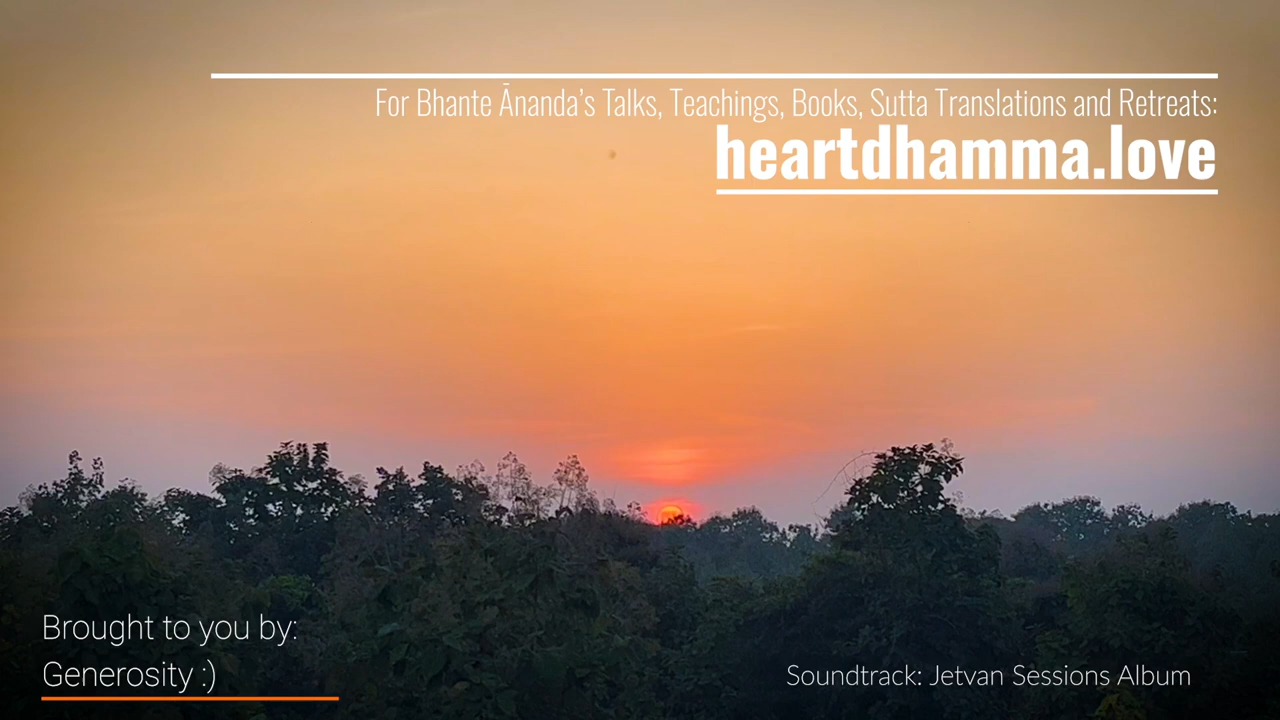 For Bhante Ānanda's Talks, Teachings, Books, Sutta Translations and Retreats:
heartdhamma.love
Brought to you by:
Generosity :)
Soundtrack: Jetvan Sessions Album